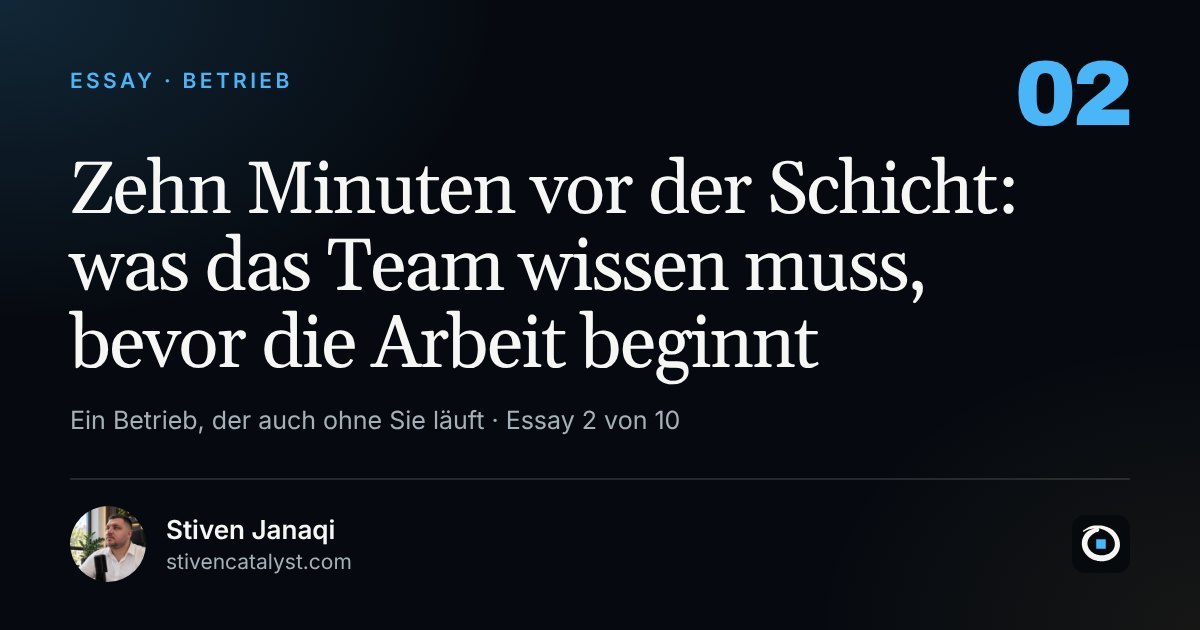 ESSAY · BETRIEB
02
Zehn Minuten vor der Schicht:
was das Team wissen muss,
bevor die Arbeit beginnt
Ein Betrieb, der auch ohne Sie läuft · Essay 2 von 10
Stiven Janaqi
stivencatalyst.com